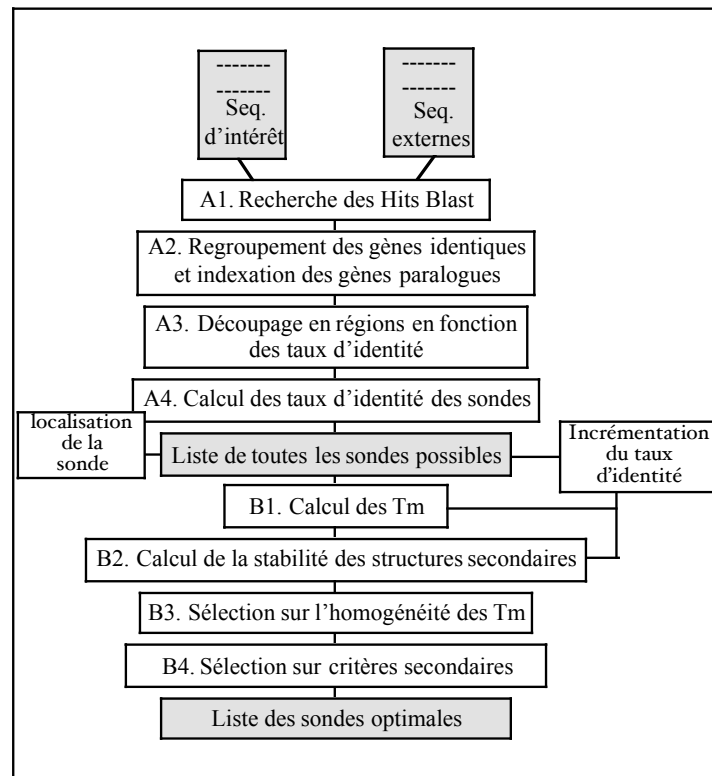 -------
-------
Seq.
d’intérêt
-------
-------
Seq.
externes
A1. Recherche des Hits Blast
A2. Regroupement des gènes identiques
et indexation des gènes paralogues
A3. Découpage en régions en fonction
des taux d’identité
A4. Calcul des taux d’identité des sondes
localisation
de la
sonde
Liste de toutes les sondes possibles
Incrémentation
du taux
d’identité
B1. Calcul des Tm
B2. Calcul de la stabilité des structures secondaires
B3. Sélection sur l’homogénéité des Tm
B4. Sélection sur critères secondaires
Liste des sondes optimales